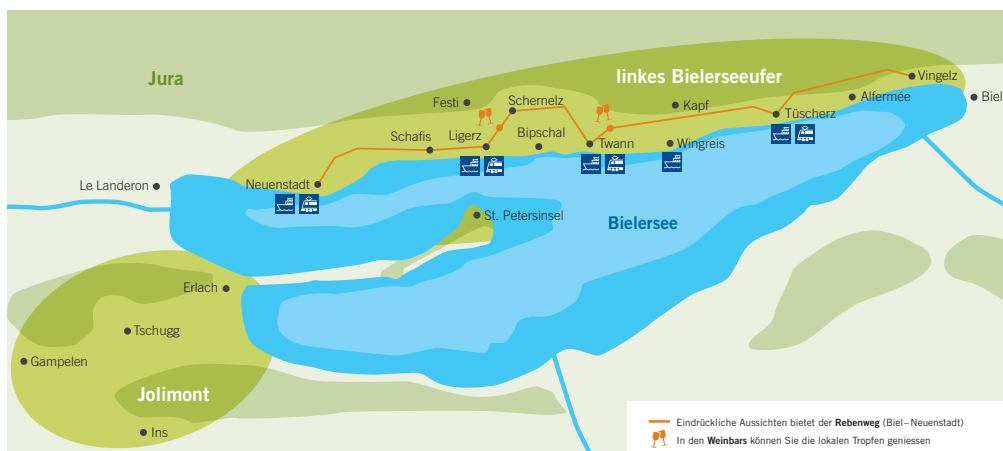 Jura
linkes Bielerseeufer
Vingelz
Biel
Alfermée
Festi
Schernelz
Kapf
Tüscherz
Schafis
Ligerz
Bipschal
Twann
Wingreis
Le Landeron
Neuenstadt
St. Petersinsel
Bielersee
Erlach
Tschugg
Gampelen
Jolimont
Ins
Eindrückliche Aussichten bietet der Rebenweg (Biel–Neuenstadt)
In den Weinbars können Sie die lokalen Tropfen geniessen